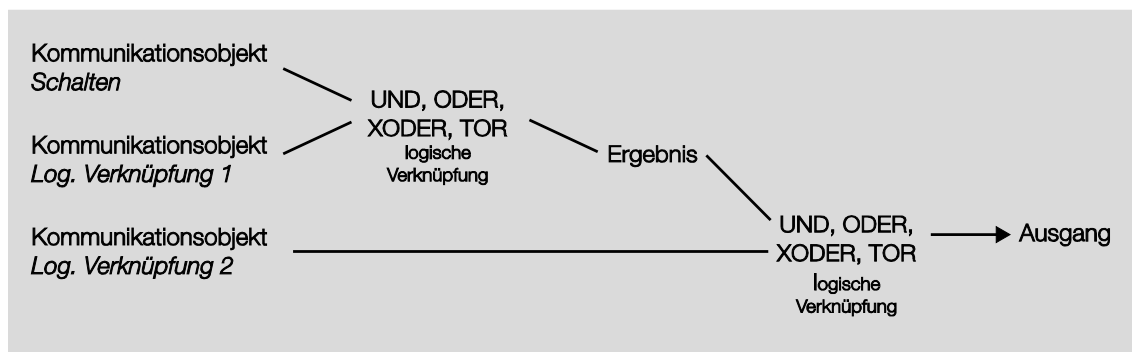 Kommunikationsobjekt
Schalten
UND, ODER,
XODER, TOR
logische
Verknüpfung
Kommunikationsobjekt
Log. Verknüpfung 1
Ergebnis
Kommunikationsobjekt
Log. Verknüpfung 2
UND, ODER,
XODER, TOR
logische
Verknüpfung
Ausgang